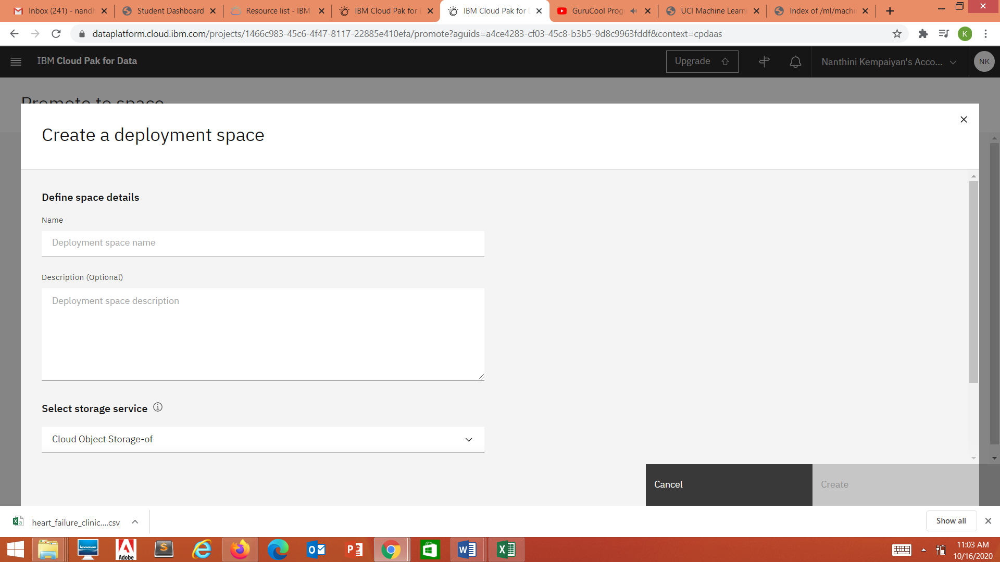 Inbox (241) - nandh
Student Dashboard
Resource list - IBM
IBM Cloud Pak for D
IBM Cloud Pak for D
GuruCool Prog
UCI Machine Learni
Index of /ml/machi
dataplatform.cloud.ibm.com/projects/1466c983-45c6-4f47-8117-22885e410efa/promote?aguids=a4ce4283-cf03-45c8-b3b5-9d8c9963fddf&context=cpdaas
K
IBM Cloud Pak for Data
Upgrade
Nanthini Kempaiyan's Acco...
NK
Promote to space
Create a deployment space
Define space details
Name
Deployment space name
Description (Optional)
Deployment space description
Select storage service
Cloud Object Storage-of
Cancel
Create
heart_failure_clinic....csv
Show all
Adobe
11:03 AM
10/16/2020